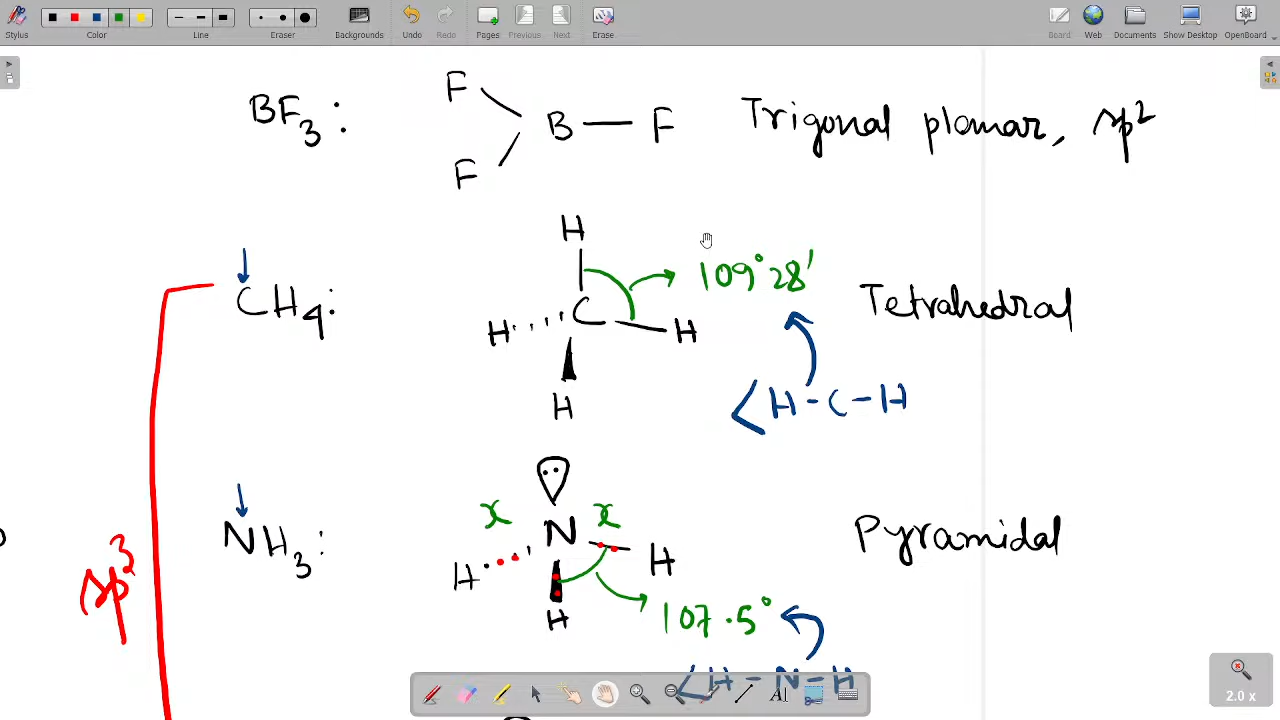 Stylus Color Line Eraser Backgrounds Undo Redo Pages Previous Next Erase Board Web Documents Show Desktop OpenBoard
BF3: F F B F Trigonal planar, sp2
CH4: H H C H H 109°28' Tetrahedral
<H-C-H
NH3: x N x H H H Pyramidal
sp3
107.5°
<H-N-H
2.0 x